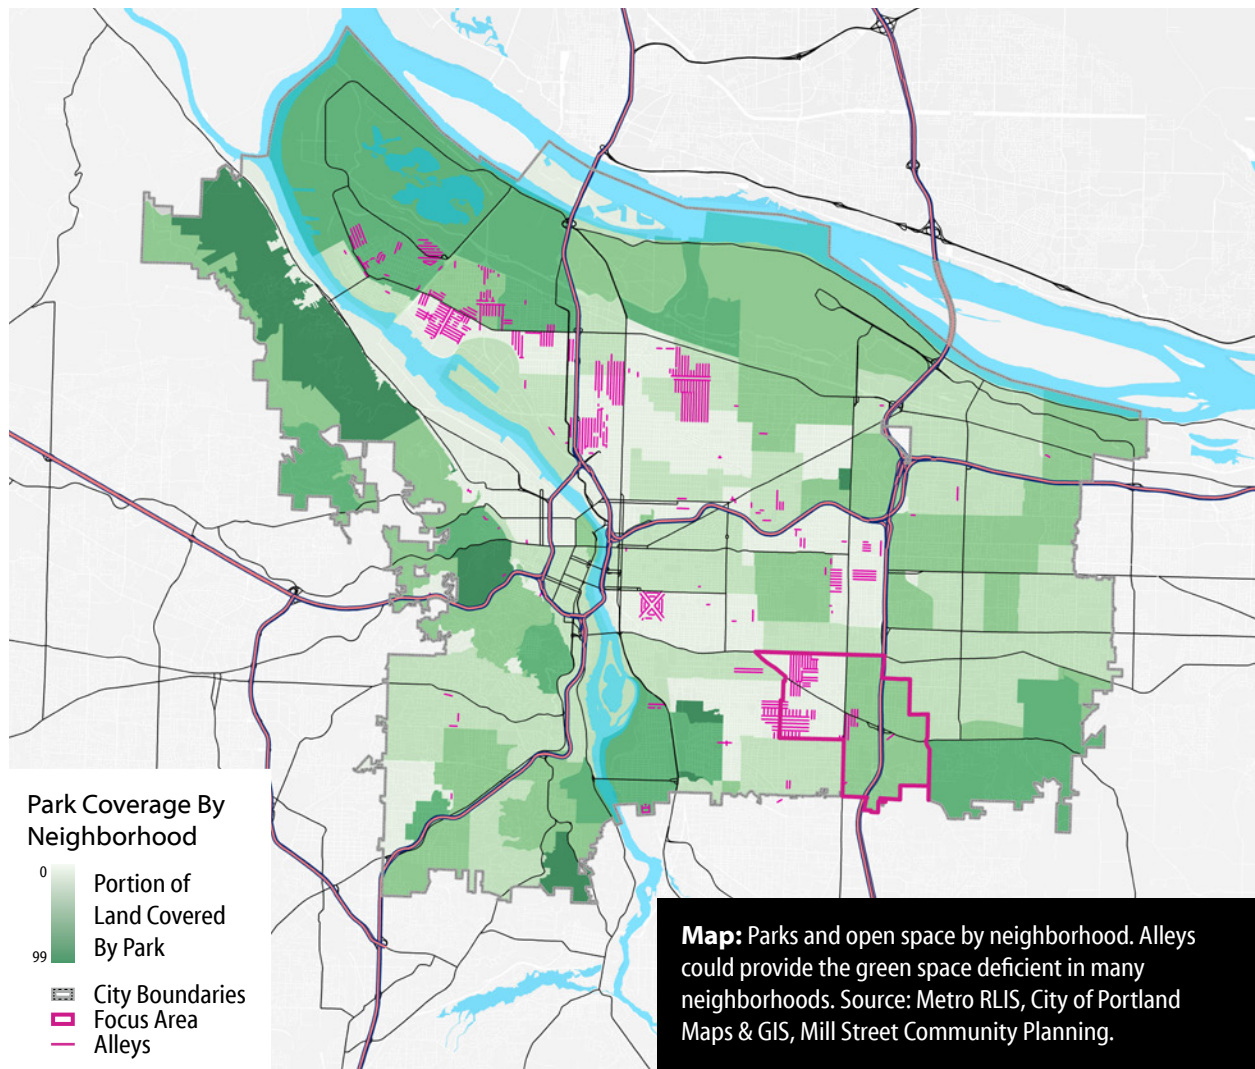 Park Coverage By
Neighborhood
0
99
Portion of
Land Covered
By Park
City Boundaries
Focus Area
Alleys
Map: Parks and open space by neighborhood. Alleys
could provide the green space deficient in many
neighborhoods. Source: Metro RLIS, City of Portland
Maps & GIS, Mill Street Community Planning.